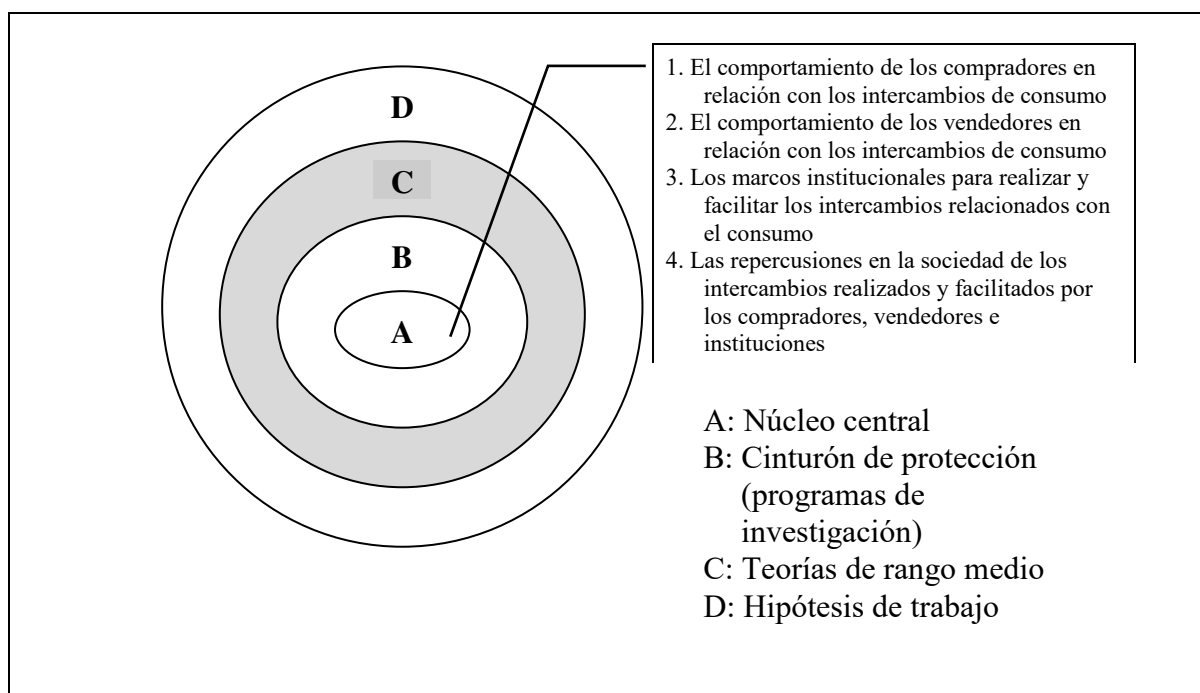 D
C
B
A
1. El comportamiento de los compradores en
relación con los intercambios de consumo
2. El comportamiento de los vendedores en
relación con los intercambios de consumo
3. Los marcos institucionales para realizar y
facilitar los intercambios relacionados con
el consumo
4. Las repercusiones en la sociedad de los
intercambios realizados y facilitados por
los compradores, vendedores e
instituciones
A: Núcleo central
B: Cinturón de protección
(programas de
investigación)
C: Teorías de rango medio
D: Hipótesis de trabajo